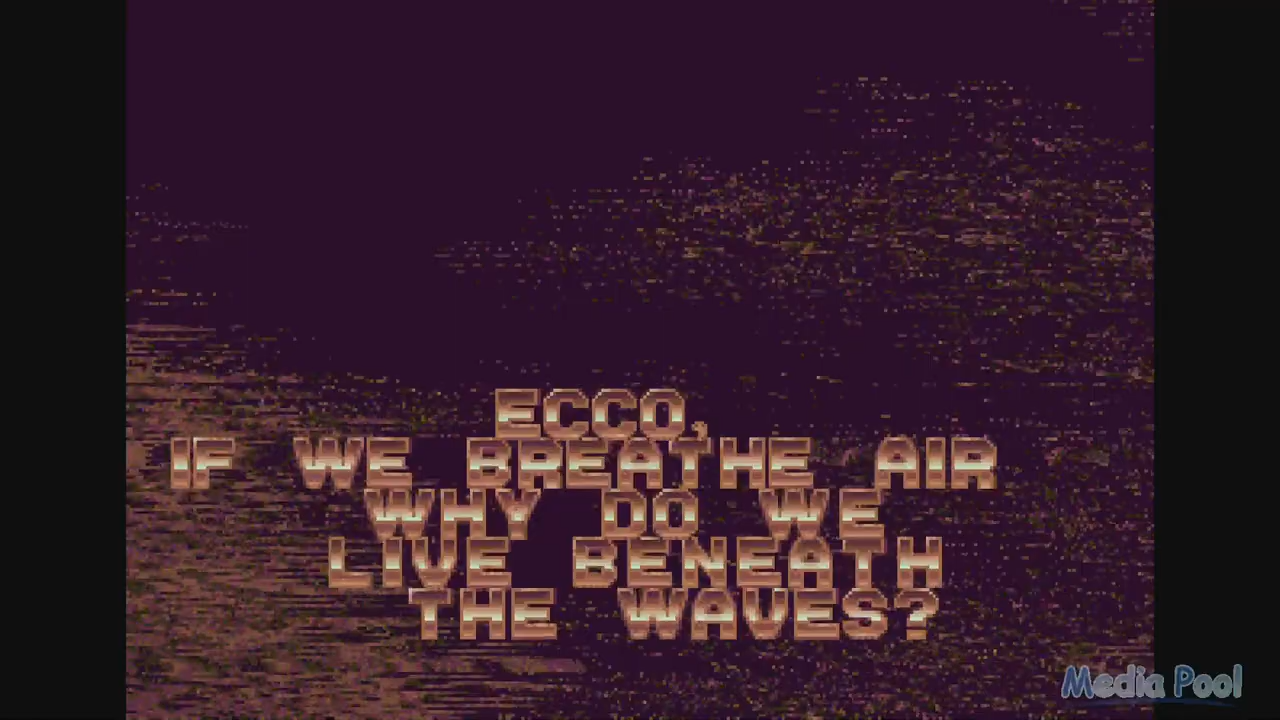 ECCO,
IF WE BREATHE AIR
WHY DO WE
LIVE BENEATH
THE WAVES?
Media Pool